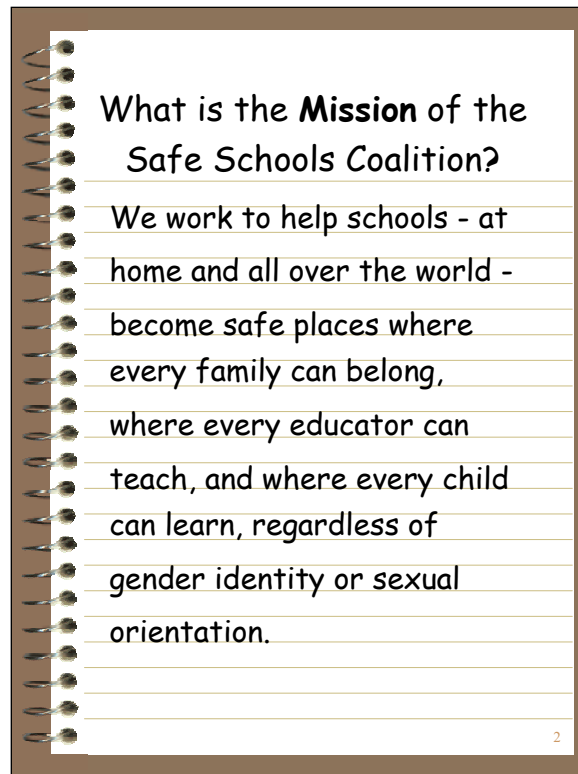 What is the Mission of the
Safe Schools Coalition?
We work to help schools - at
home and all over the world -
become safe places where
every family can belong,
where every educator can
teach, and where every child
can learn, regardless of
gender identity or sexual
orientation.
2